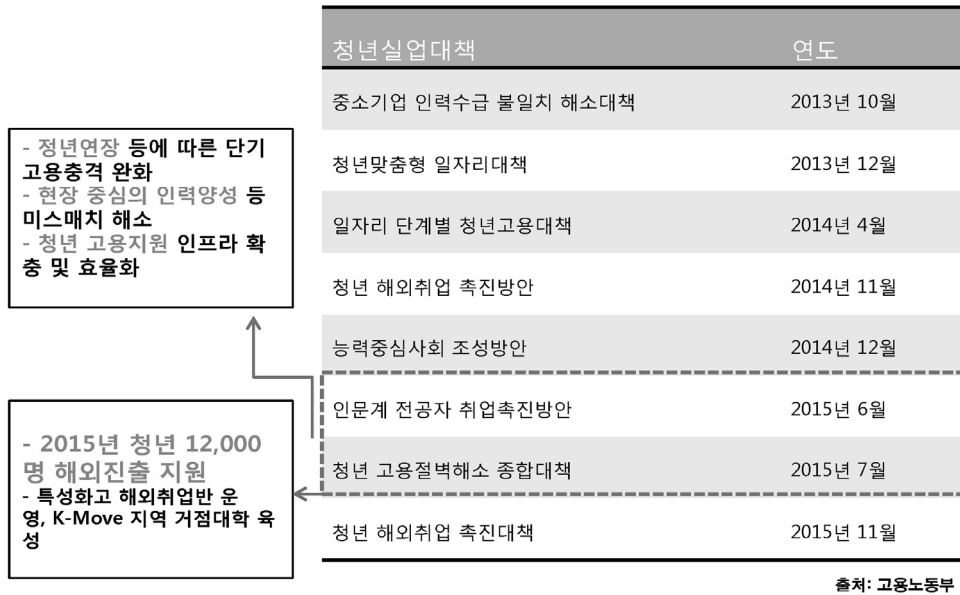 청년실업대책 연도
중소기업 인력수급 불일치 해소대책 2013년 10월
청년맞춤형 일자리대책 2013년 12월
일자리 단계별 청년고용대책 2014년 4월
청년 해외취업 촉진방안 2014년 11월
능력중심사회 조성방안 2014년 12월
인문계 전공자 취업촉진방안 2015년 6월
청년 고용절벽해소 종합대책 2015년 7월
청년 해외취업 촉진대책 2015년 11월
- 정년연장 등에 따른 단기
고용충격 완화
- 현장 중심의 인력양성 등
미스매치 해소
- 청년 고용지원 인프라 확
충 및 효율화
- 2015년 청년 12,000
명 해외진출 지원
- 특성화고 해외취업반 운
영, K-Move 지역 거점대학 육
성
출처: 고용노동부